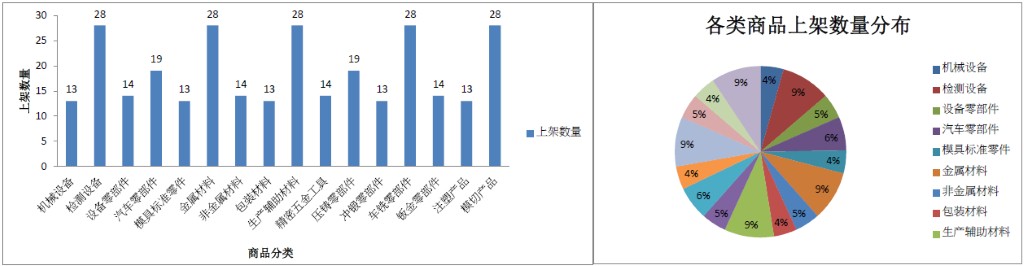 30
25
20
15
10
5
0
上架数量
13
28
14
19
13
28
14
13
28
14
19
13
28
14
13
28
机械设备
检测设备
设备零部件
汽车零部件
模具标准零件
金属材料
非金属材料
包装材料
生产辅助材料
精密五金工具
压铸零部件
冲锻零部件
车铣零部件
钣金零部件
注塑产品
模切产品
商品分类
上架数量
各类商品上架数量分布
4%
9%
5%
6%
4%
9%
5%
4%
9%
5%
6%
4%
9%
5%
4%
9%
机械设备
检测设备
设备零部件
汽车零部件
模具标准零件
金属材料
非金属材料
包装材料
生产辅助材料